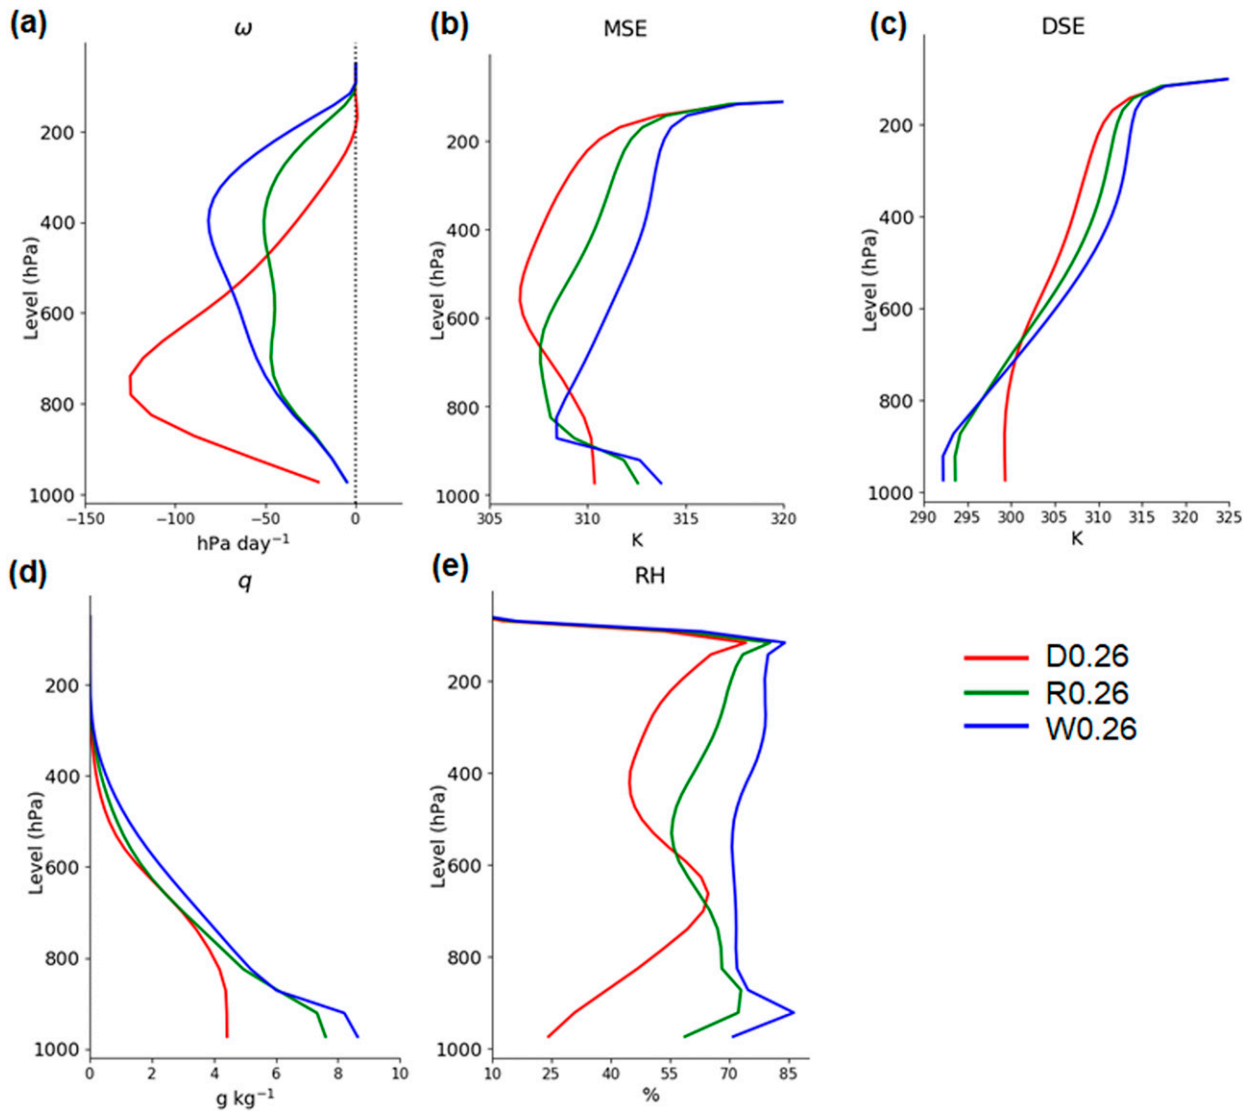 (a)
ω
(b)
MSE
(c)
DSE
Level (hPa)
200
400
600
800
1000
−150
−100
−50
0
hPa day⁻¹
Level (hPa)
200
400
600
800
1000
305
310
315
320
K
Level (hPa)
200
400
600
800
1000
290
295
300
305
310
315
320
325
K
(d)
q
(e)
RH
Level (hPa)
200
400
600
800
1000
0
2
4
6
8
10
g kg⁻¹
Level (hPa)
200
400
600
800
1000
10
25
40
55
70
85
%
D0.26
R0.26
W0.26